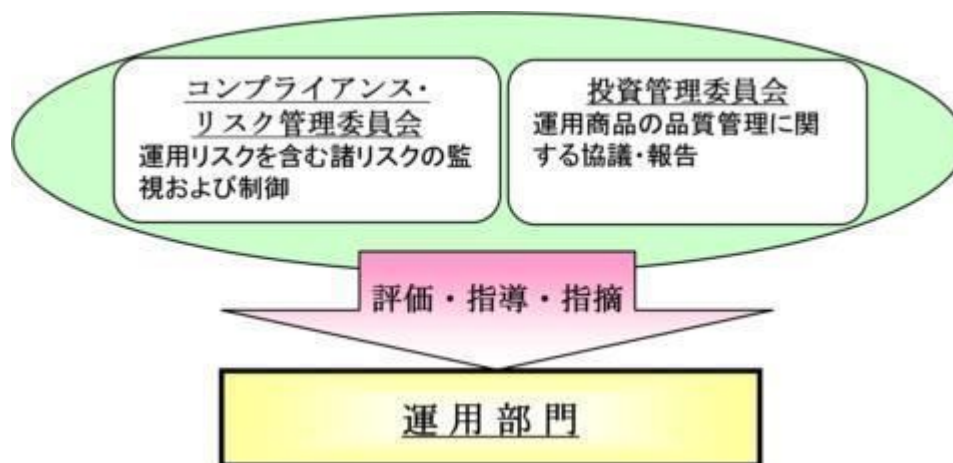 コンプライアンス・
リスク管理委員会
運用リスクを含む諸リスクの監
視および制御
投資管理委員会
運用商品の品質管理に関
する協議・報告
評価・指導・指摘
運用部門